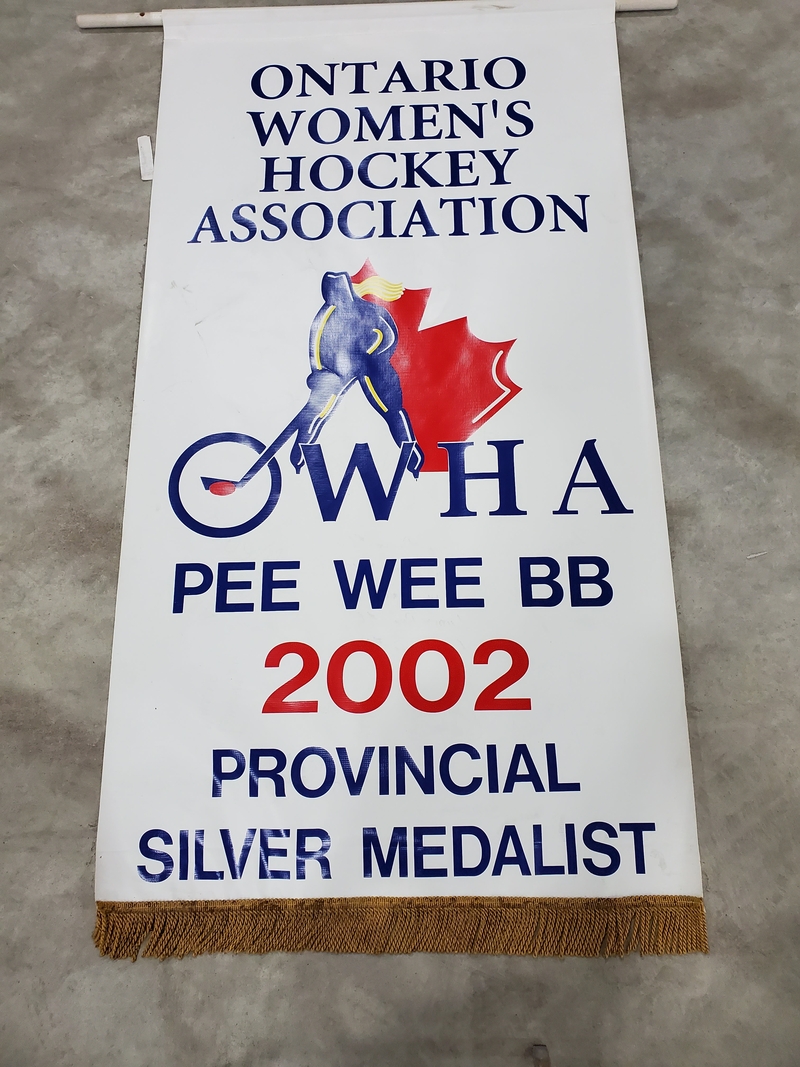 ONTARIO
WOMEN'S
HOCKEY
ASSOCIATION
OWHA
PEE WEE BB
2002
PROVINCIAL
SILVER MEDALIST